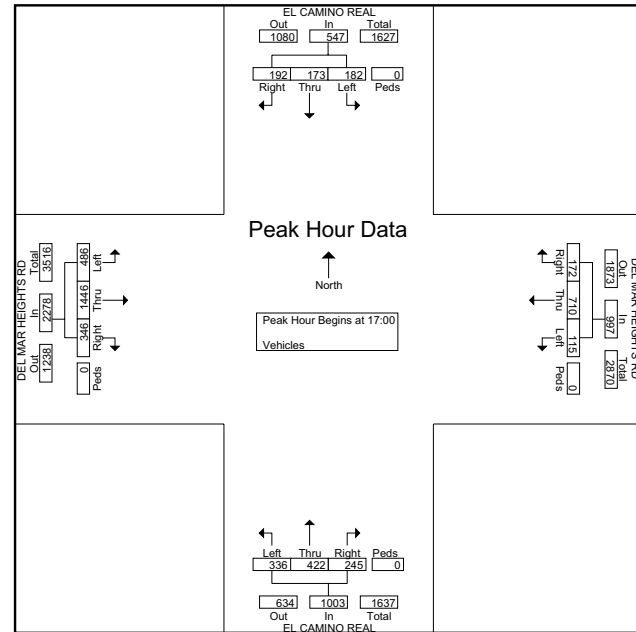 EL CAMINO REAL
Out In Total
1080 547 1627
192 173 182 0
Right Thru Left Peds
Peak Hour Data
North
Peak Hour Begins at 17:00
Vehicles
DEL MAR HEIGHTS RD
Total In Out
3516 2278 1238
486 1446 346 0
Left Thru Right Peds
Right Thru Left Peds
172 710 115 0
1873 997 2870
Out In Total
DEL MAR HEIGHTS RD
Left Thru Right Peds
336 422 245 0
634 1003 1637
Out In Total
EL CAMINO REAL